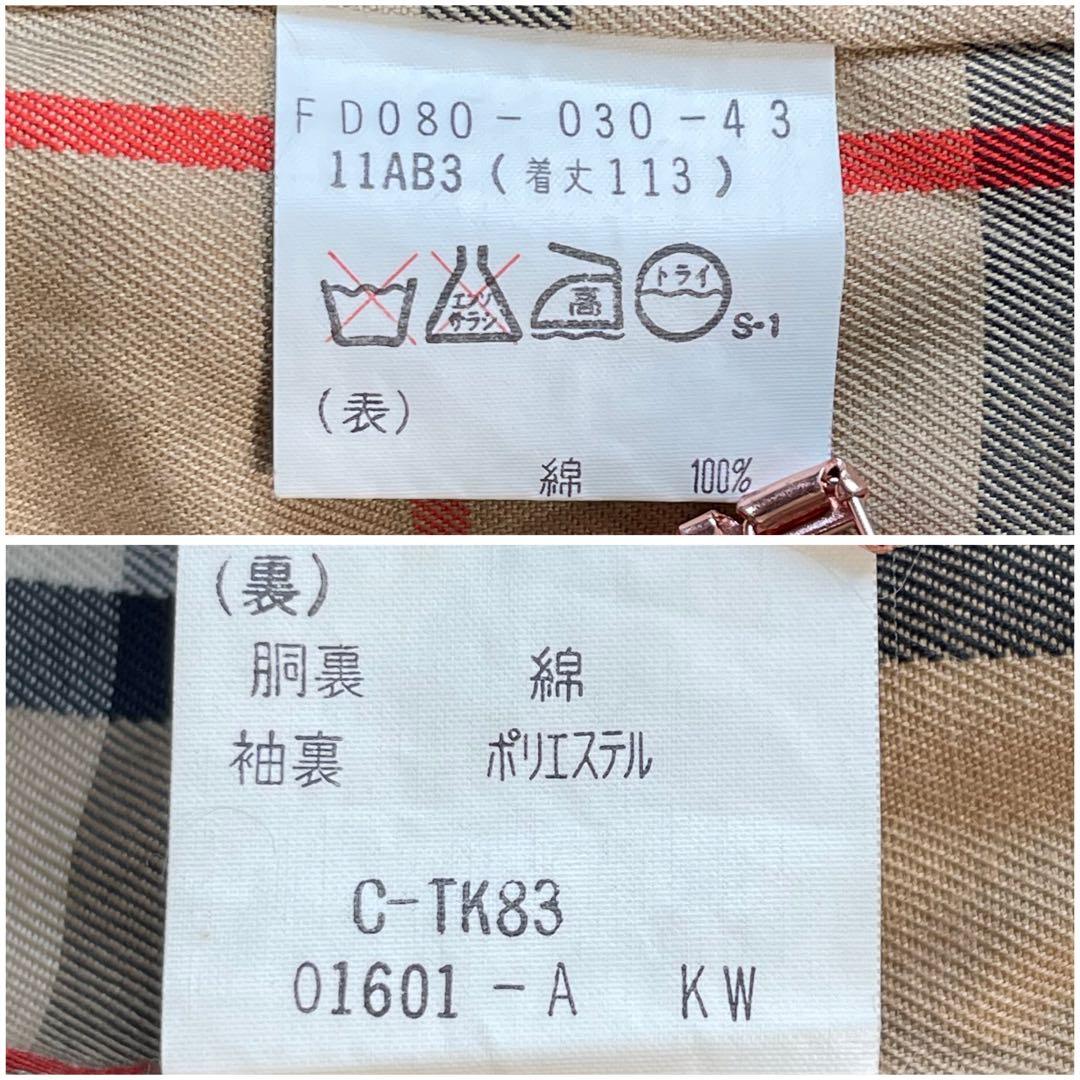 FD080-030-43
11AB3(着丈113)
エンソ
サラシ
高
ドライ
S-1
(表)
綿 100%
(裏)
胴裏 綿
袖裏 ポリエステル
C-TK83
01601-A KW